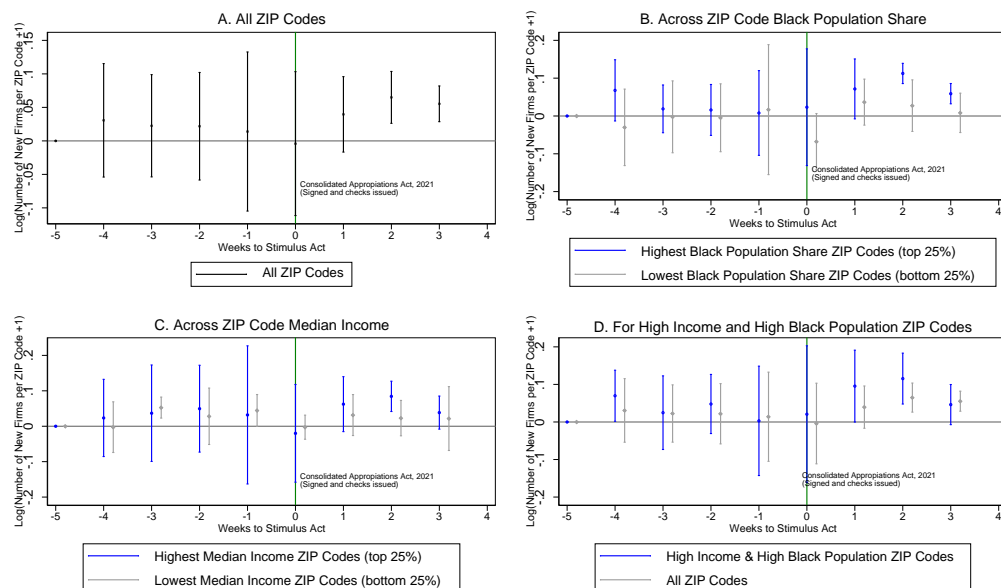 A. All ZIP Codes
Log(Number of New Firms per ZIP Code +1)
.15
.1
.05
0
-.05
-.1
Consolidated Appropiations Act, 2021
(Signed and checks issued)
-5 -4 -3 -2 -1 0 1 2 3 4
Weeks to Stimulus Act
All ZIP Codes
B. Across ZIP Code Black Population Share
Log(Number of New Firms per ZIP Code +1)
.2
.1
0
-.1
-.2
Consolidated Appropiations Act, 2021
(Signed and checks issued)
-5 -4 -3 -2 -1 0 1 2 3 4
Weeks to Stimulus Act
Highest Black Population Share ZIP Codes (top 25%)
Lowest Black Population Share ZIP Codes (bottom 25%)
C. Across ZIP Code Median Income
Log(Number of New Firms per ZIP Code +1)
.2
.1
0
-.1
-.2
Consolidated Appropiations Act, 2021
(Signed and checks issued)
-5 -4 -3 -2 -1 0 1 2 3 4
Weeks to Stimulus Act
Highest Median Income ZIP Codes (top 25%)
Lowest Median Income ZIP Codes (bottom 25%)
D. For High Income and High Black Population ZIP Codes
Log(Number of New Firms per ZIP Code +1)
.2
.1
0
-.1
-.2
Consolidated Appropiations Act, 2021
(Signed and checks issued)
-5 -4 -3 -2 -1 0 1 2 3 4
Weeks to Stimulus Act
High Income & High Black Population ZIP Codes
All ZIP Codes